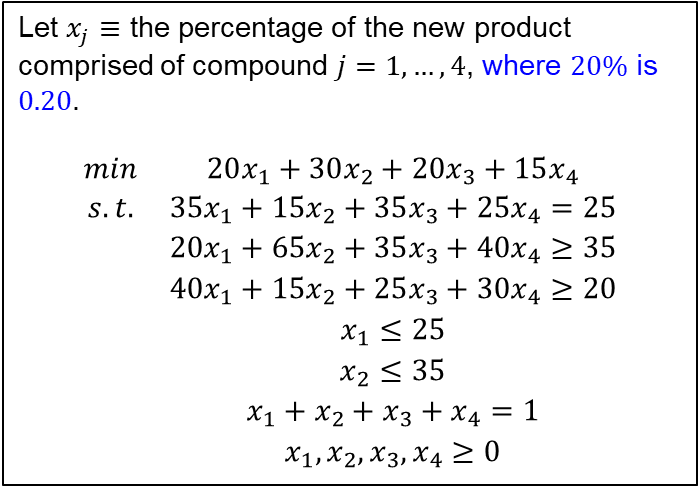 Let xⱼ ≡ the percentage of the new product
comprised of compound j = 1, … , 4, where 20% is
0.20.
min 20x₁ + 30x₂ + 20x₃ + 15x₄
s. t. 35x₁ + 15x₂ + 35x₃ + 25x₄ = 25
20x₁ + 65x₂ + 35x₃ + 40x₄ ≥ 35
40x₁ + 15x₂ + 25x₃ + 30x₄ ≥ 20
x₁ ≤ 25
x₂ ≤ 35
x₁ + x₂ + x₃ + x₄ = 1
x₁, x₂, x₃, x₄ ≥ 0